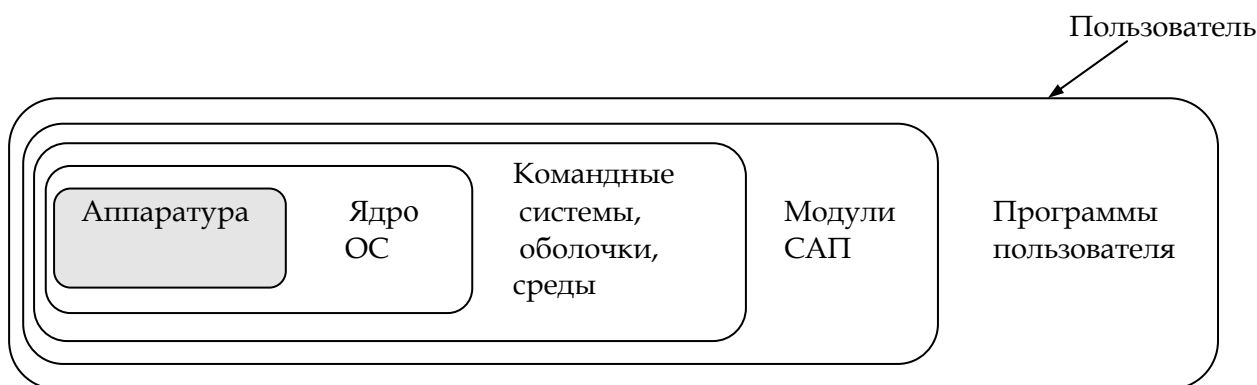 Пользователь
Аппаратура
Ядро
ОС
Командные
системы,
оболочки,
среды
Модули
САП
Программы
пользователя